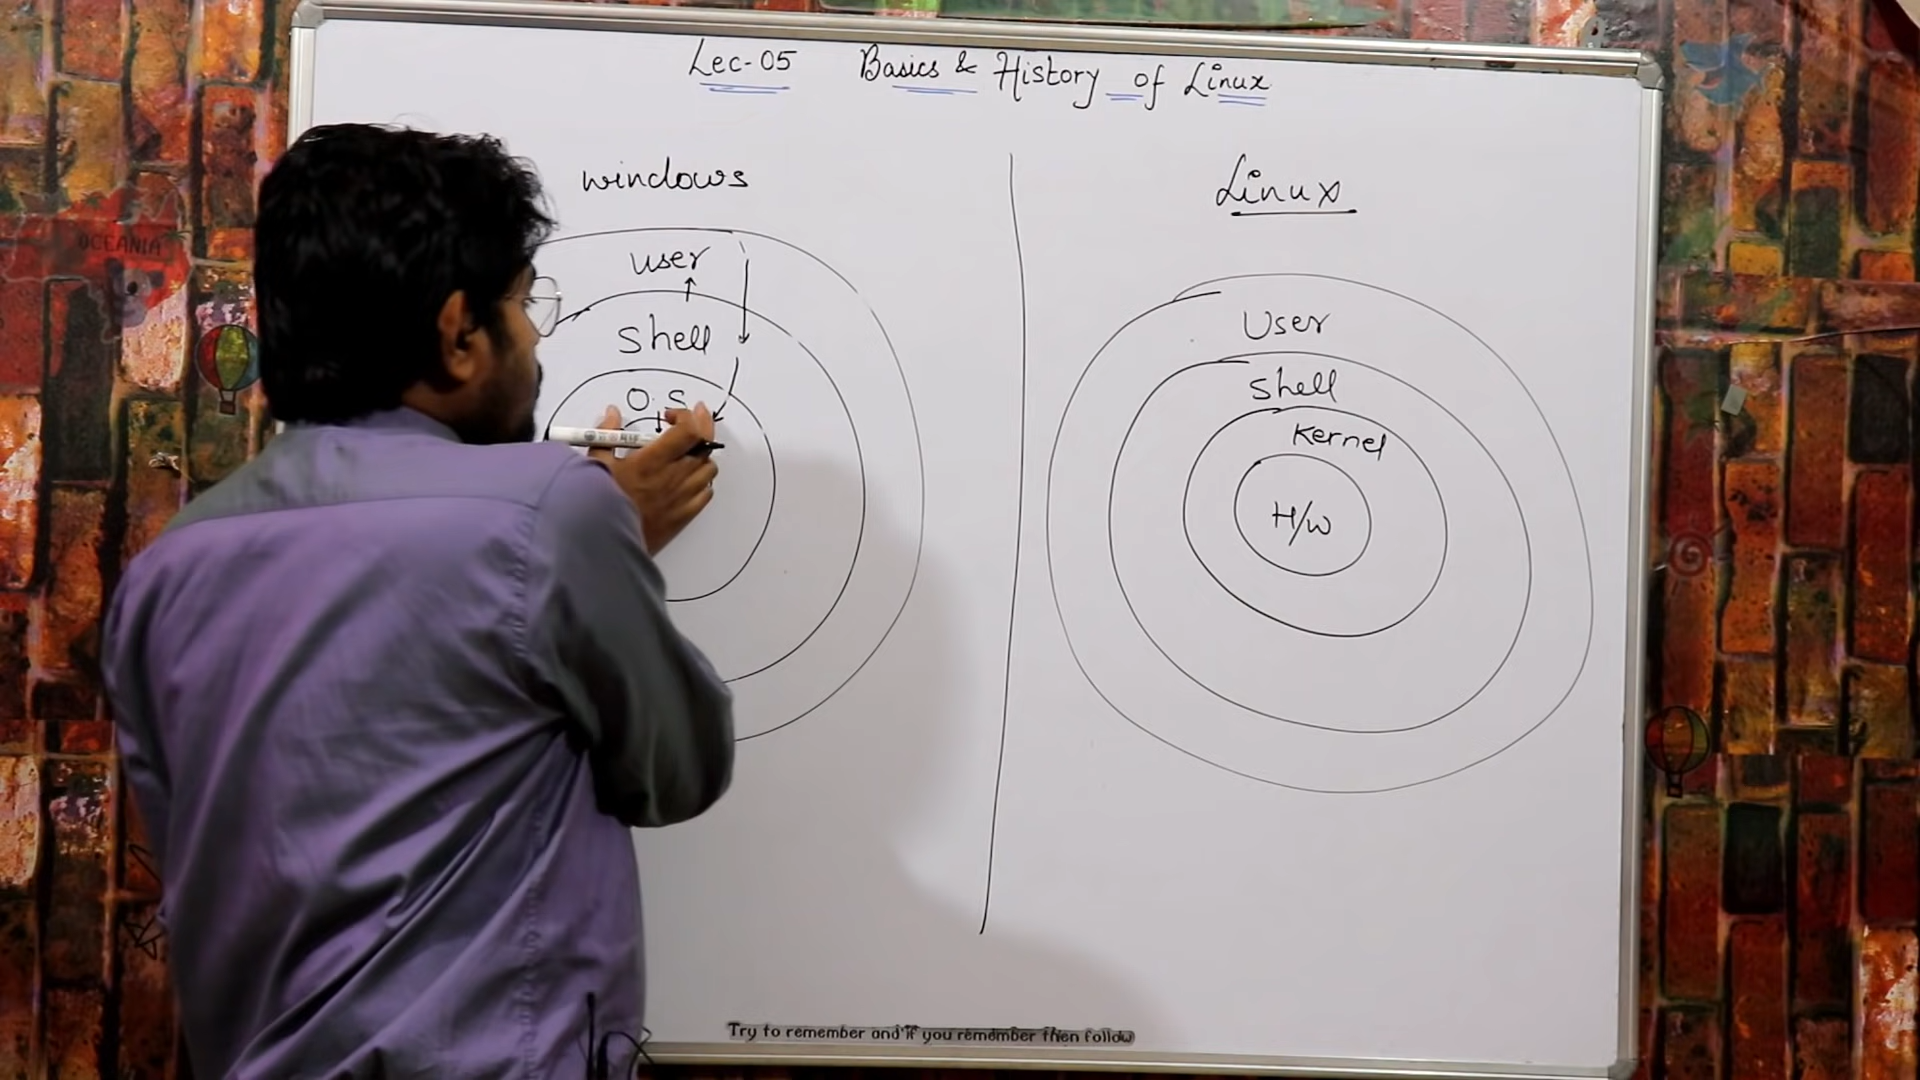 Lec-05 Basics & History of Linux
windows
Linux
user
Shell
O.S
User
Shell
Kernel
H/W
OCEANIA
Try to remember and if you remember then follow